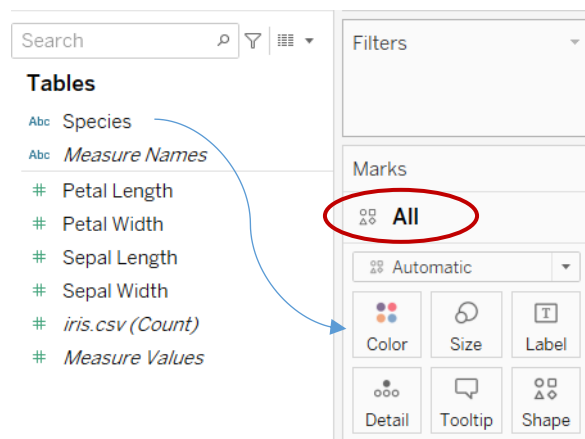 Search
Tables
Abc Species
Abc Measure Names
# Petal Length
# Petal Width
# Sepal Length
# Sepal Width
# iris.csv (Count)
# Measure Values
Filters
Marks
All
Automatic
Color Size Label
Detail Tooltip Shape